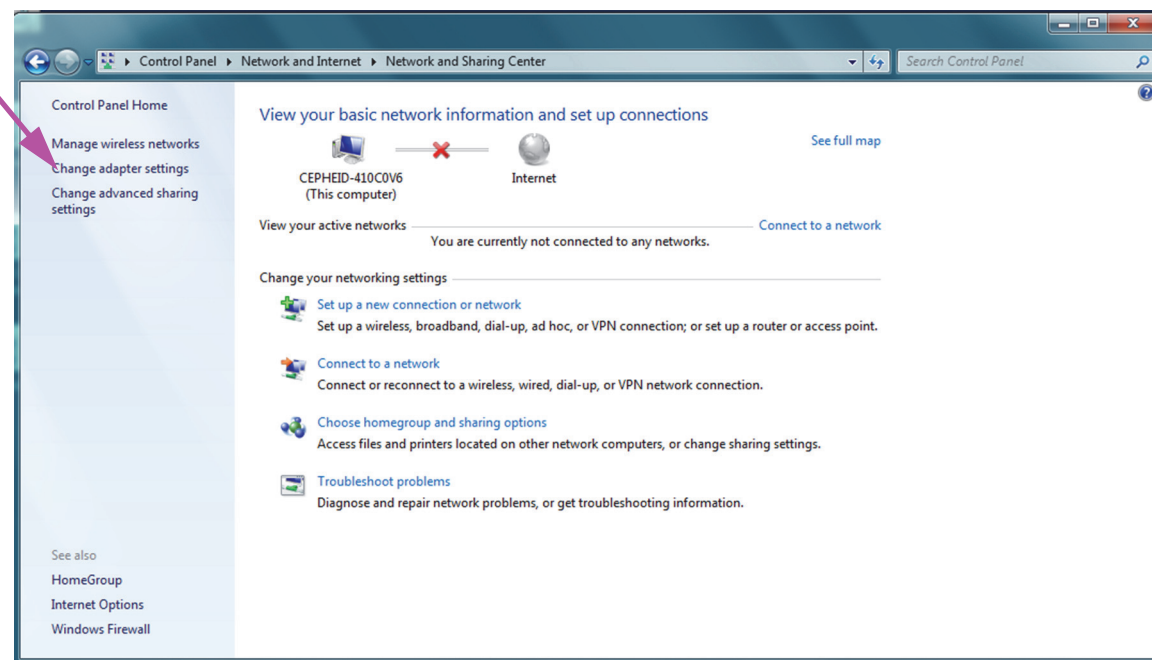 Control Panel ▸ Network and Internet ▸ Network and Sharing Center
Search Control Panel
Control Panel Home
Manage wireless networks
Change adapter settings
Change advanced sharing
settings
See also
HomeGroup
Internet Options
Windows Firewall
View your basic network information and set up connections
See full map
CEPHEID-410C0V6
(This computer)
Internet
View your active networks
Connect to a network
You are currently not connected to any networks.
Change your networking settings
Set up a new connection or network
Set up a wireless, broadband, dial-up, ad hoc, or VPN connection; or set up a router or access point.
Connect to a network
Connect or reconnect to a wireless, wired, dial-up, or VPN network connection.
Choose homegroup and sharing options
Access files and printers located on other network computers, or change sharing settings.
Troubleshoot problems
Diagnose and repair network problems, or get troubleshooting information.